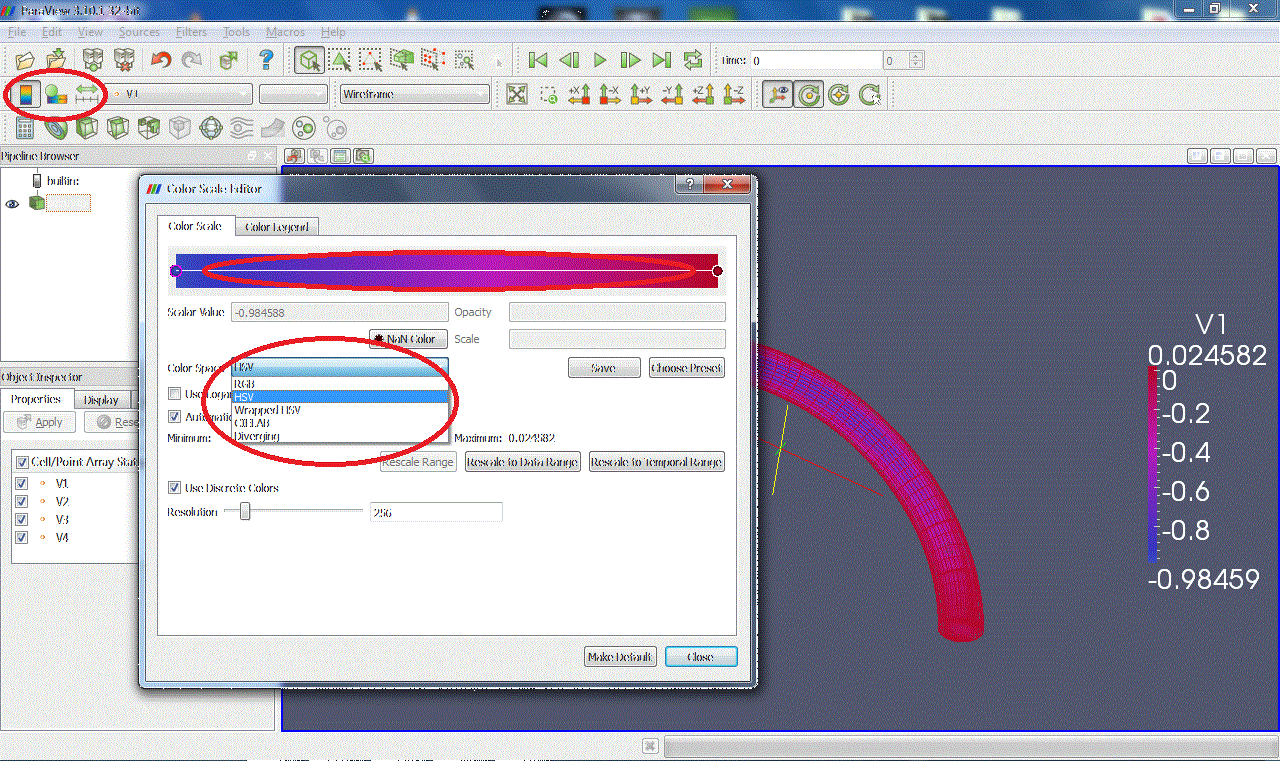 ParaView 3.10.1 32-bit
File Edit View Sources Filters Tools Macros Help
Time: 0 0
V1 Wireframe
+X -X +Y -Y +Z -Z
Pipeline Browser
builtin:
Color Scale Editor
Color Scale Color Legend
Scalar Value -0.984588 Opacity
NaN Color Scale
Color Space HSV Save Choose Preset
RGB
HSV
Wrapped HSV
CIELAB
Diverging
Use Loga
Automatic
Minimum: Maximum: 0.024582
Rescale Range Rescale to Data Range Rescale to Temporal Range
Use Discrete Colors
Resolution 256
Make Default Close
Object Inspector
Properties Display
Apply Rese
Cell/Point Array Stat
V1
V2
V3
V4
V1
0.024582
0
-0.2
-0.4
-0.6
-0.8
-0.98459